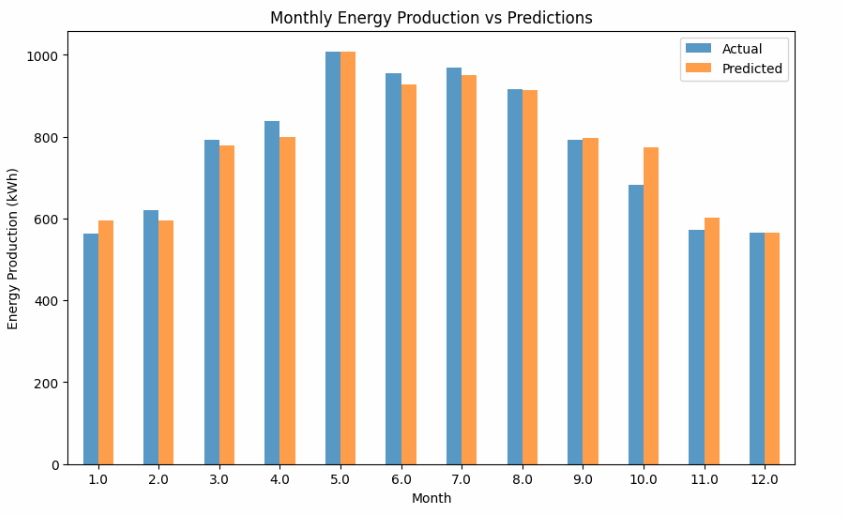 Monthly Energy Production vs Predictions
Actual
Predicted
Energy Production (kWh)
1000
800
600
400
200
0
1.0 2.0 3.0 4.0 5.0 6.0 7.0 8.0 9.0 10.0 11.0 12.0
Month